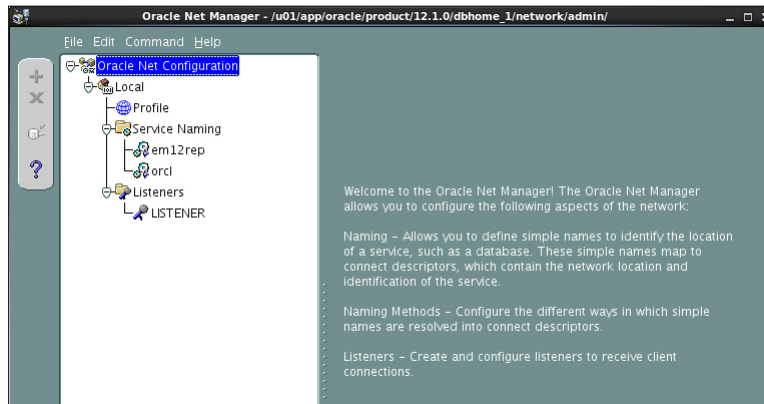 Oracle Net Manager - /u01/app/oracle/product/12.1.0/dbhome_1/network/admin/
File Edit Command Help
Oracle Net Configuration
Local
Profile
Service Naming
em12rep
orcl
Listeners
LISTENER
Welcome to the Oracle Net Manager! The Oracle Net Manager
allows you to configure the following aspects of the network:
Naming – Allows you to define simple names to identify the location
of a service, such as a database. These simple names map to
connect descriptors, which contain the network location and
identification of the service.
Naming Methods – Configure the different ways in which simple
names are resolved into connect descriptors.
Listeners – Create and configure listeners to receive client
connections.